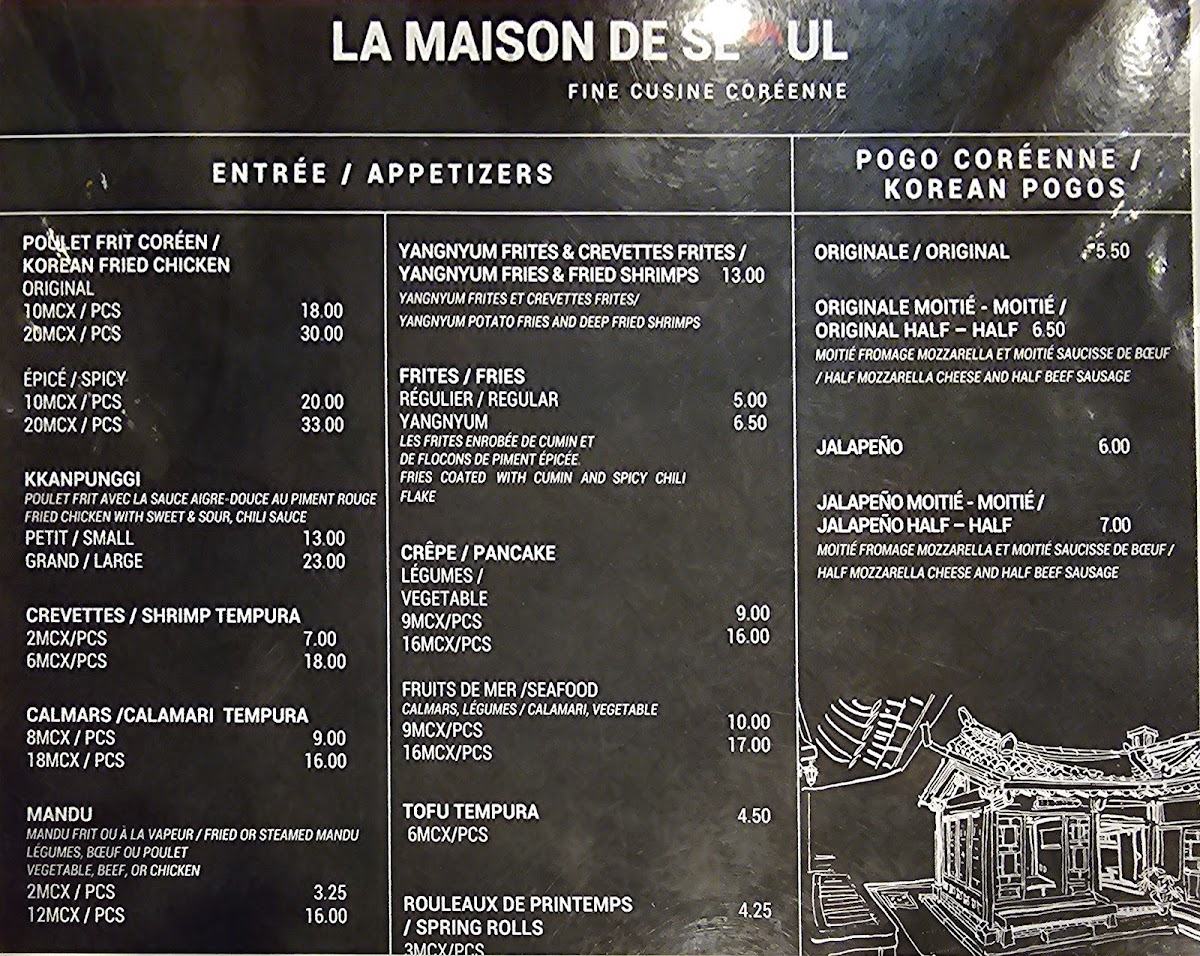 LA MAISON DE SEOUL
FINE CUSINE CORÉENNE
ENTRÉE / APPETIZERS
POULET FRIT CORÉEN /
KOREAN FRIED CHICKEN
ORIGINAL
10MCX / PCS 18.00
20MCX / PCS 30.00
ÉPICÉ / SPICY
10MCX / PCS 20.00
20MCX / PCS 33.00
KKANPUNGGI
POULET FRIT AVEC LA SAUCE AIGRE-DOUCE AU PIMENT ROUGE
FRIED CHICKEN WITH SWEET & SOUR, CHILI SAUCE
PETIT / SMALL 13.00
GRAND / LARGE 23.00
CREVETTES / SHRIMP TEMPURA
2MCX/PCS 7.00
6MCX/PCS 18.00
CALMARS /CALAMARI TEMPURA
8MCX / PCS 9.00
18MCX / PCS 16.00
MANDU
MANDU FRIT OU À LA VAPEUR / FRIED OR STEAMED MANDU
LÉGUMES, BŒUF OU POULET
VEGETABLE, BEEF, OR CHICKEN
2MCX / PCS 3.25
12MCX / PCS 16.00
YANGNYUM FRITES & CREVETTES FRITES /
YANGNYUM FRIES & FRIED SHRIMPS 13.00
YANGNYUM FRITES ET CREVETTES FRITES/
YANGNYUM POTATO FRIES AND DEEP FRIED SHRIMPS
FRITES / FRIES
RÉGULIER / REGULAR 5.00
YANGNYUM 6.50
LES FRITES ENROBÉE DE CUMIN ET
DE FLOCONS DE PIMENT ÉPICÉE.
FRIES COATED WITH CUMIN AND SPICY CHILI
FLAKE
CRÊPE / PANCAKE
LÉGUMES /
VEGETABLE
9MCX/PCS 9.00
16MCX/PCS 16.00
FRUITS DE MER /SEAFOOD
CALMARS, LÉGUMES / CALAMARI, VEGETABLE
9MCX/PCS 10.00
16MCX/PCS 17.00
TOFU TEMPURA 4.50
6MCX/PCS
ROULEAUX DE PRINTEMPS 4.25
/ SPRING ROLLS
3MCX/PCS
POGO CORÉENNE /
KOREAN POGOS
ORIGINALE / ORIGINAL 5.50
ORIGINALE MOITIÉ - MOITIÉ /
ORIGINAL HALF – HALF 6.50
MOITIÉ FROMAGE MOZZARELLA ET MOITIÉ SAUCISSE DE BŒUF
/ HALF MOZZARELLA CHEESE AND HALF BEEF SAUSAGE
JALAPEÑO 6.00
JALAPEÑO MOITIÉ - MOITIÉ /
JALAPEÑO HALF – HALF 7.00
MOITIÉ FROMAGE MOZZARELLA ET MOITIÉ SAUCISSE DE BŒUF /
HALF MOZZARELLA CHEESE AND HALF BEEF SAUSAGE